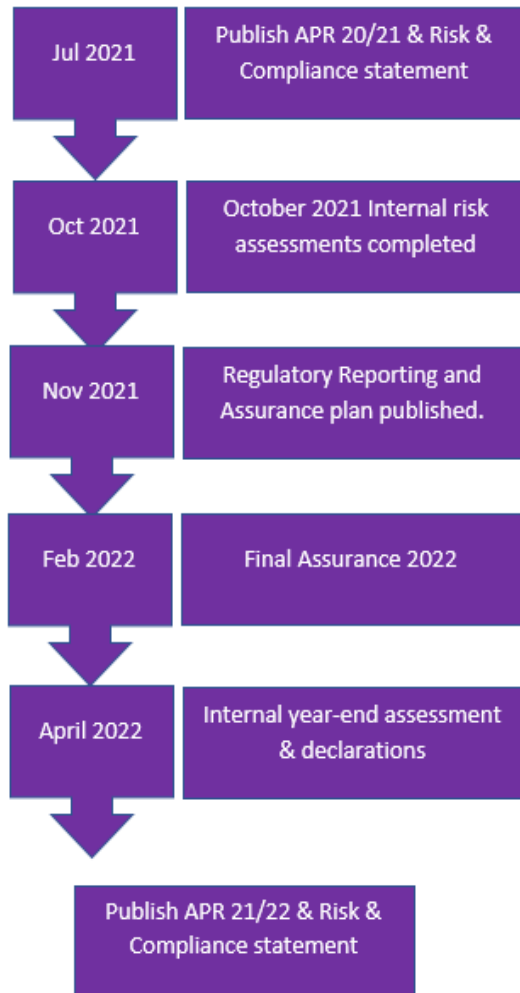 Jul 2021
Publish APR 20/21 & Risk &
Compliance statement
Oct 2021
October 2021 Internal risk
assessments completed
Nov 2021
Regulatory Reporting and
Assurance plan published.
Feb 2022
Final Assurance 2022
April 2022
Internal year-end assessment
& declarations
Publish APR 21/22 & Risk &
Compliance statement